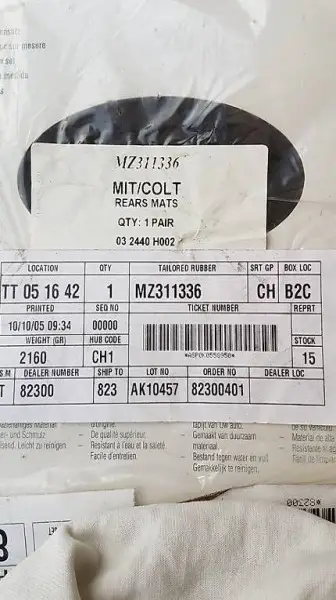 MZ311336
MIT/COLT
REARS MATS
QTY: 1 PAIR
03 2440 H002
LOCATION QTY TAILORED RUBBER SRT GP BOX LOC
TT 05 16 42 1 MZ311336 CH B2C
PRINTED SEQ NO TICKET NUMBER REPRT
10/10/05 09:34 00000
WEIGHT (GR) HUB CODE STOCK
2160 CH1 15
S.M DEALER NUMBER SHIP TO LOT NO ORDER NO DEALER LOC
T 82300 823 AK10457 82300401
- De qualité supérieur.
- Résistant à l'eau et la saleté.
- Facile d'entretien.
- Gemaakt van duurzaam
materiaal.
- Bestand tegen water en vuil.
- Gemakkelijk te reinigen.
- Material de alta